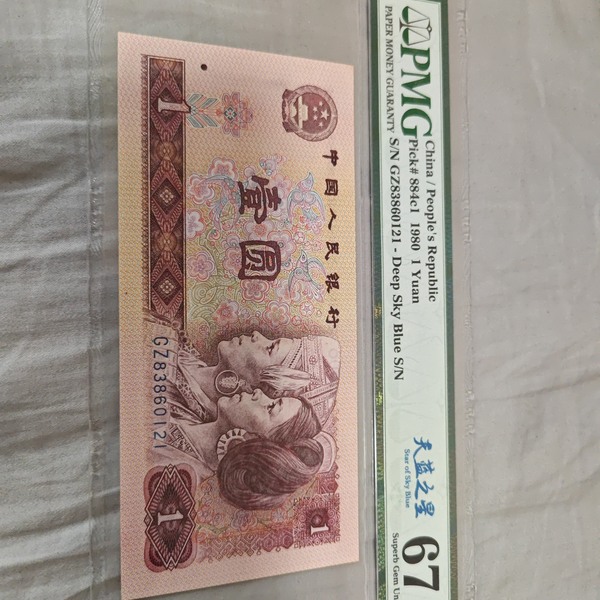 PMG
PAPER MONEY GUARANTY
China / People's Republic
Pick# 884c1 1980 1 Yuan
S/N GZ83860121 - Deep Sky Blue S/N
天蓝之星
Star of Sky Blue
67
Superb Gem Un
中国人民银行
壹圆
1
GZ83860121
1
1